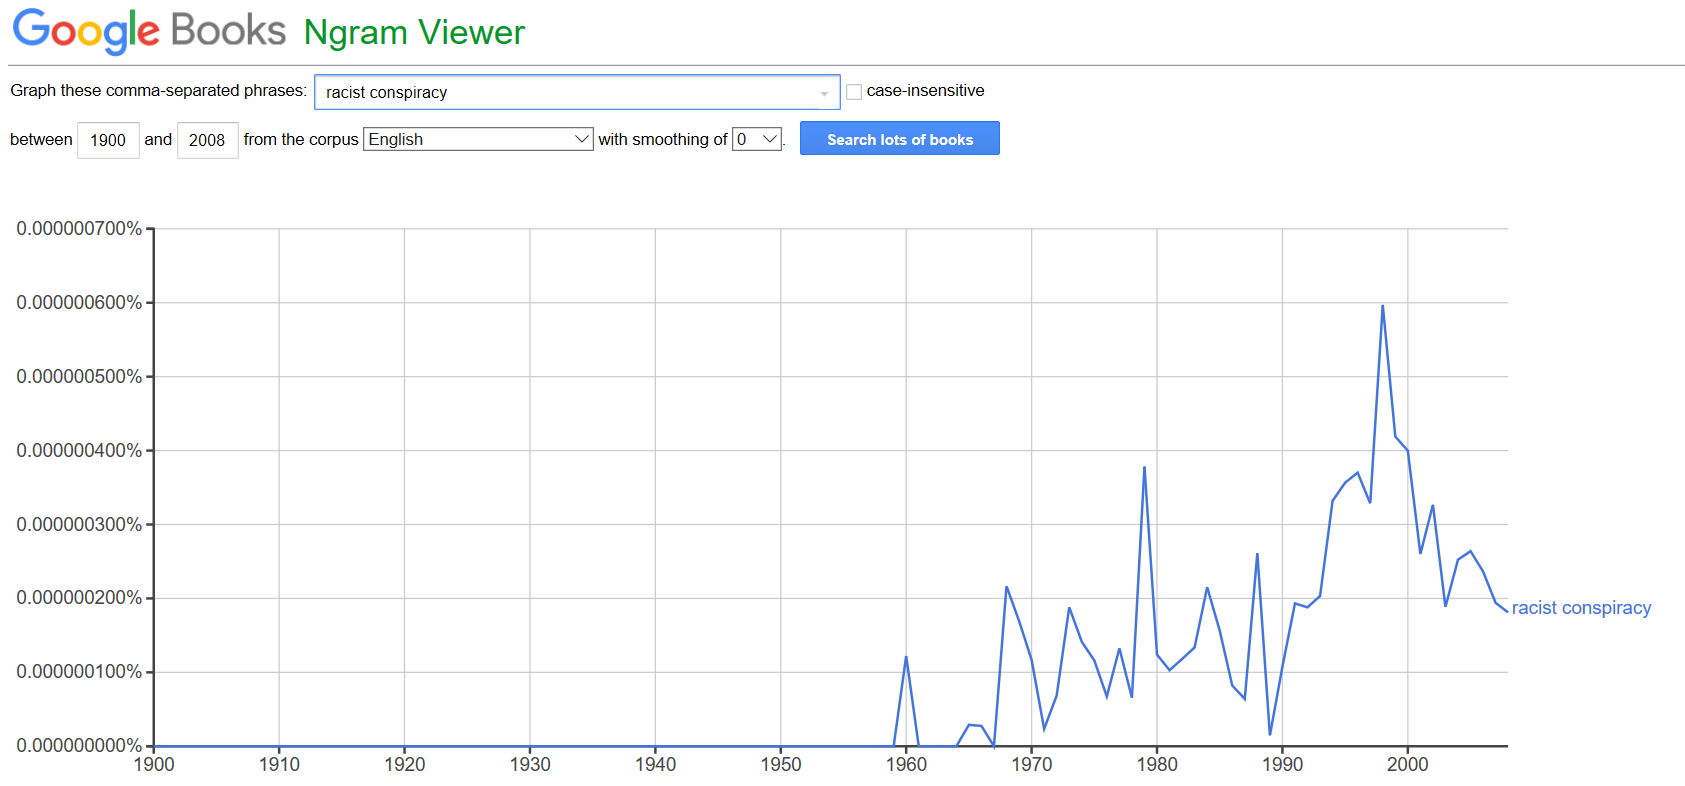 Google Books Ngram Viewer
Graph these comma-separated phrases: racist conspiracy case-insensitive
between 1900 and 2008 from the corpus English with smoothing of 0. Search lots of books
0.000000700%
0.000000600%
0.000000500%
0.000000400%
0.000000300%
0.000000200%
racist conspiracy
0.000000100%
0.000000000%
1900 1910 1920 1930 1940 1950 1960 1970 1980 1990 2000